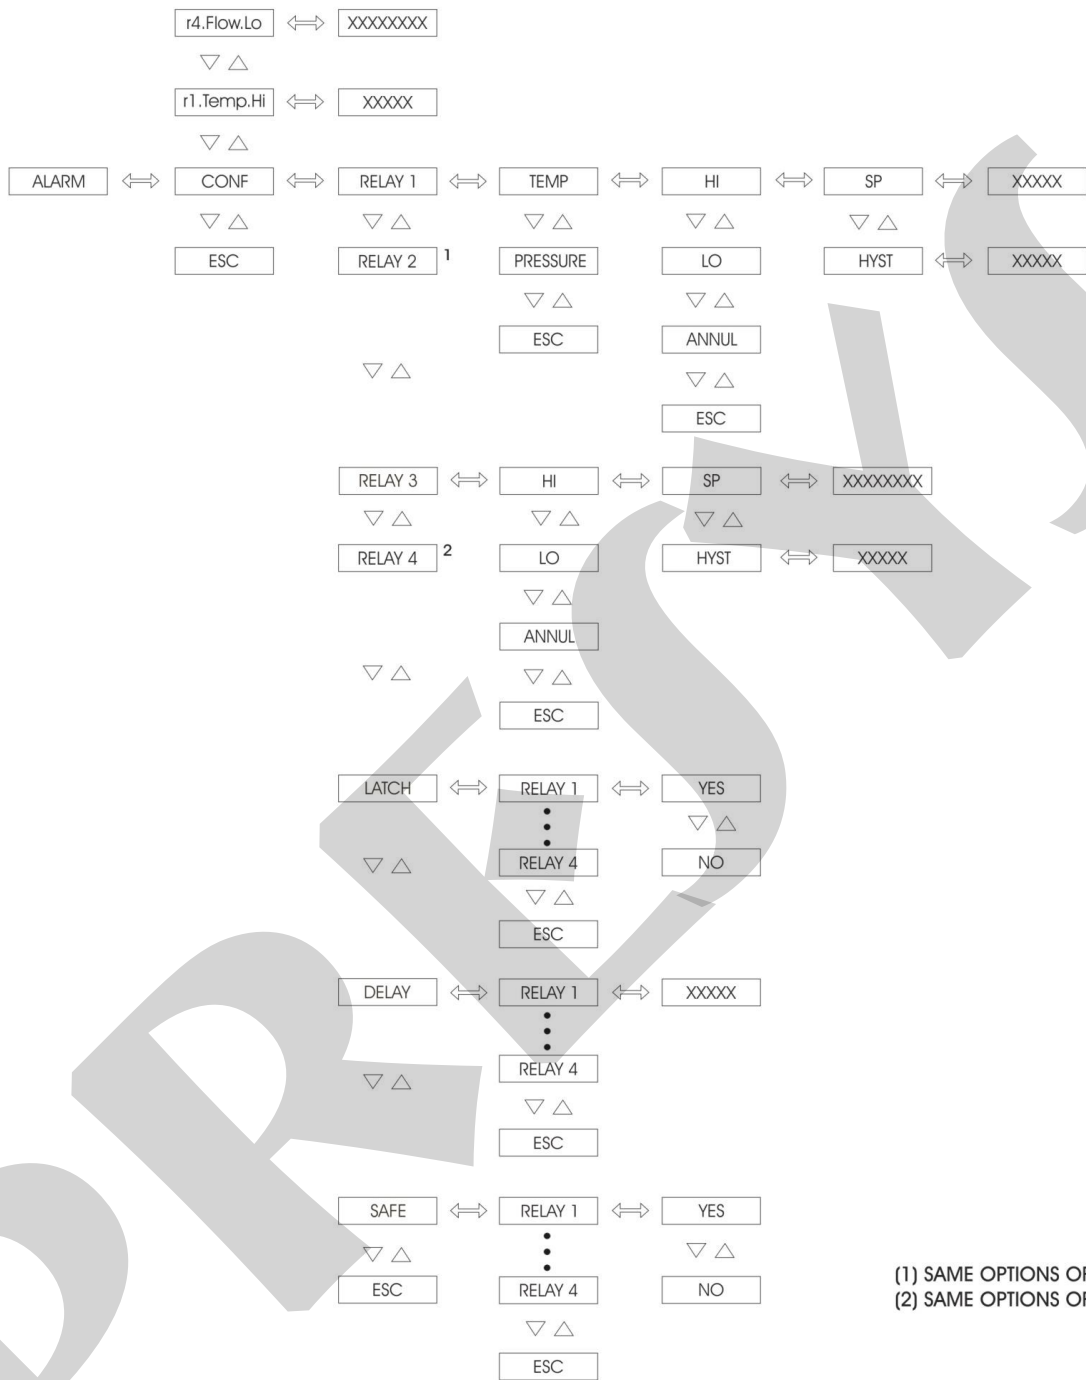 r4.Flow.Lo XXXXXXXX
r1.Temp.Hi XXXXX
ALARM CONF RELAY 1 TEMP HI SP XXXXX
ESC RELAY 2 1 PRESSURE LO HYST XXXXX
ESC ANNUL
ESC
RELAY 3 HI SP XXXXXXXX
RELAY 4 2 LO HYST XXXXX
ANNUL
ESC
LATCH RELAY 1 YES
RELAY 4 NO
ESC
DELAY RELAY 1 XXXXX
RELAY 4
ESC
SAFE RELAY 1 YES
ESC RELAY 4 NO
ESC
(1) SAME OPTIONS
(2) SAME OPTIONS
PRESYS